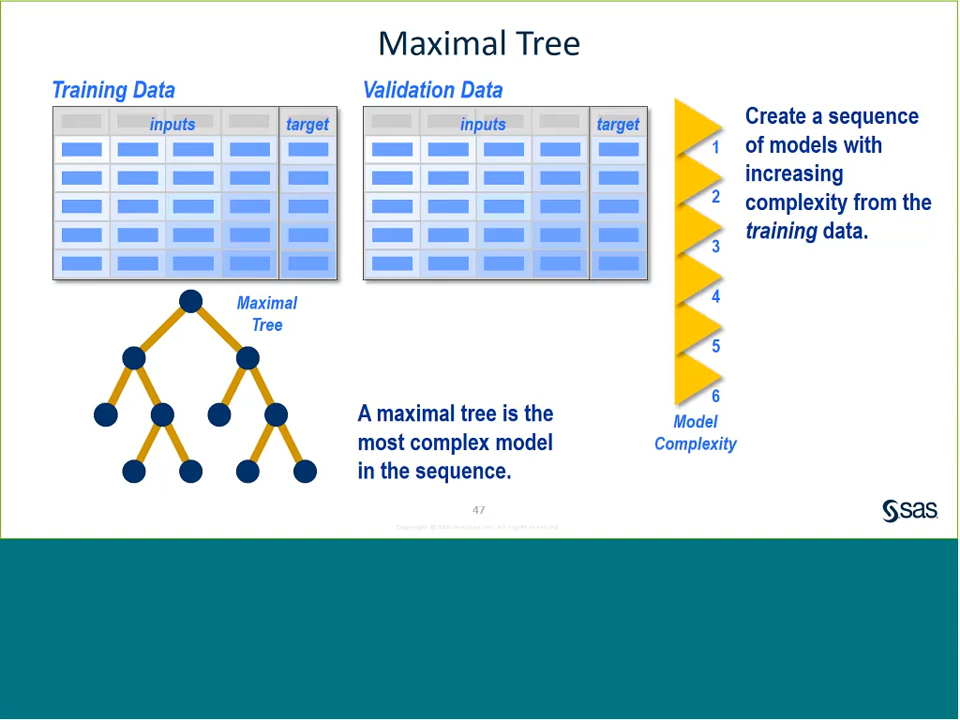 Maximal Tree
Training Data
Validation Data
inputs
target
inputs
target
1
2
3
4
5
6
Model
Complexity
Create a sequence
of models with
increasing
complexity from the
training data.
Maximal
Tree
A maximal tree is the
most complex model
in the sequence.
47
sas